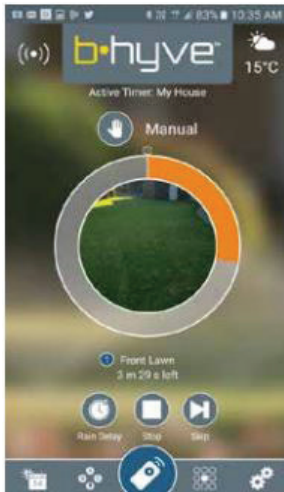 83% 10:35 AM
b•hyve™
15°C
Active Timer: My House
Manual
Front Lawn
3 m 29 s left
Rain Delay Stop Skip